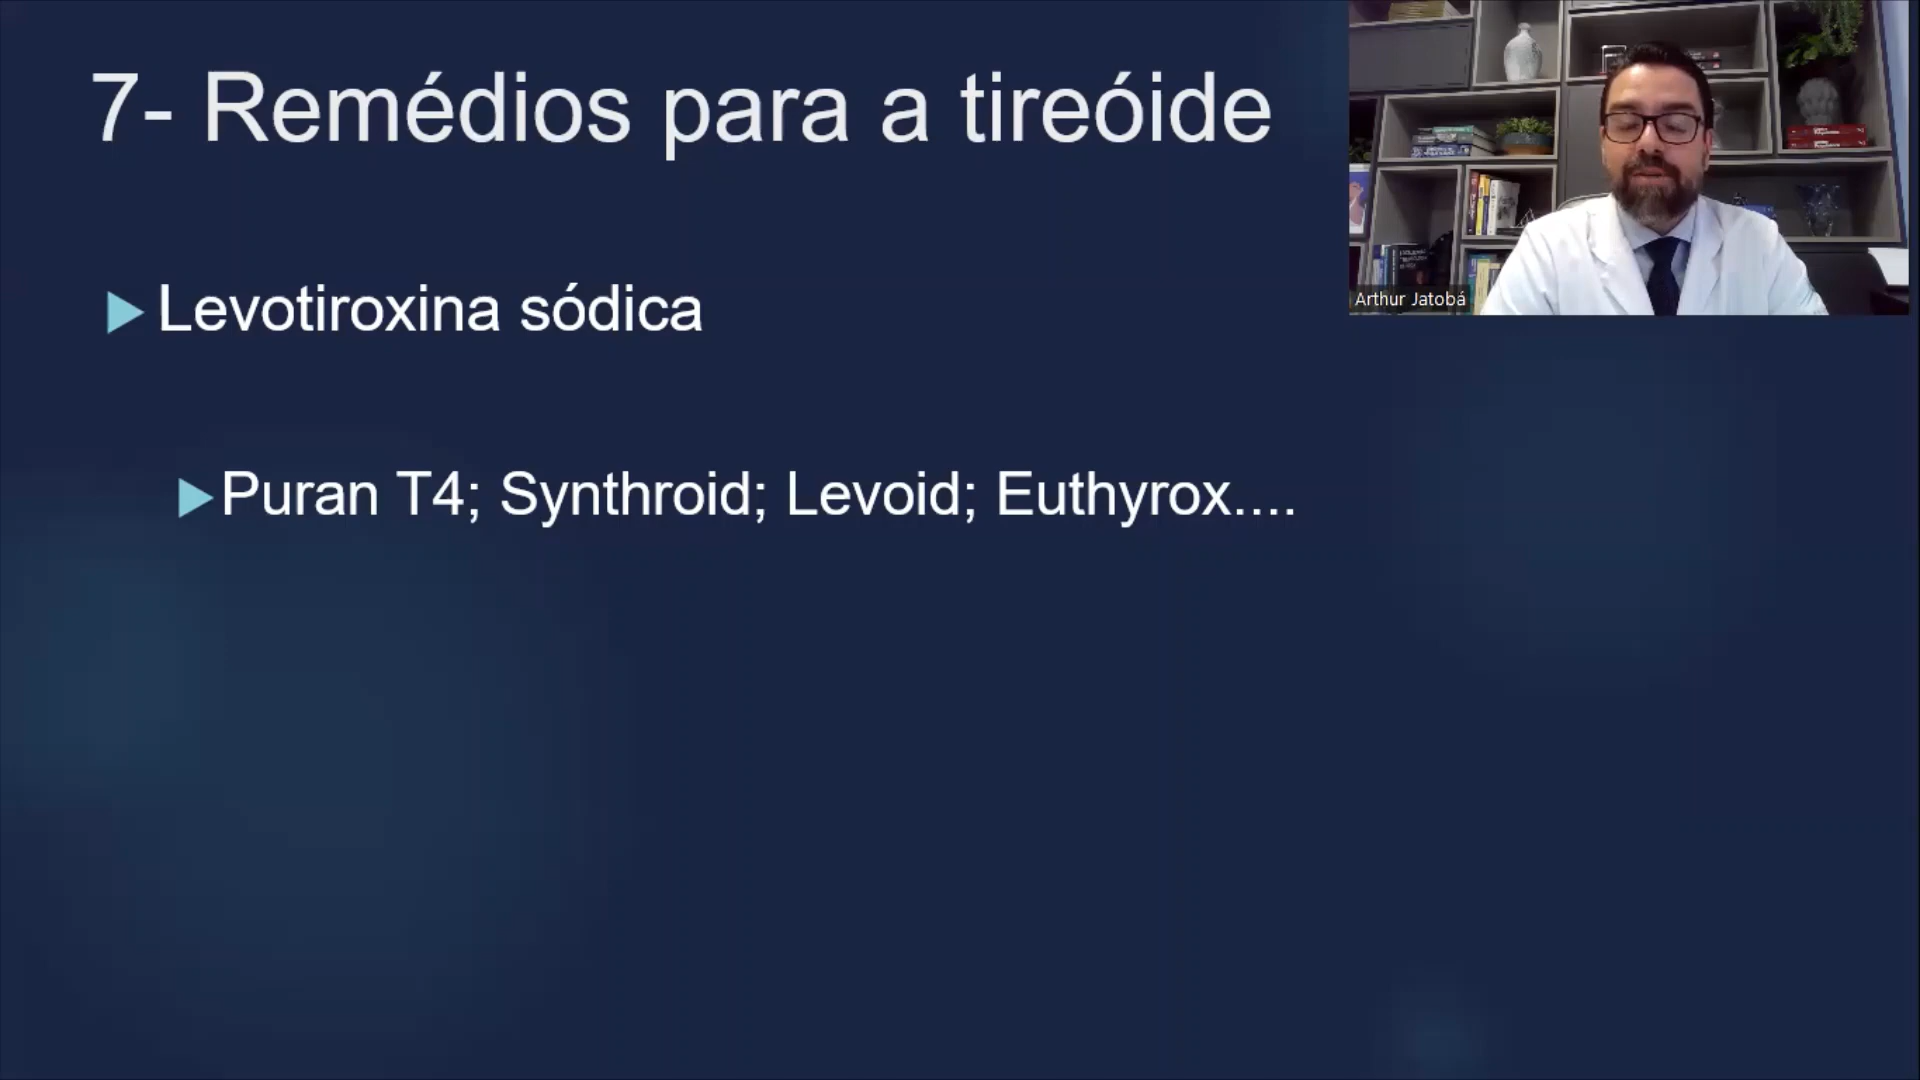 7- Remédios para a tireóide
Levotiroxina sódica
Puran T4; Synthroid; Levoid; Euthyrox....
Arthur Jatobá